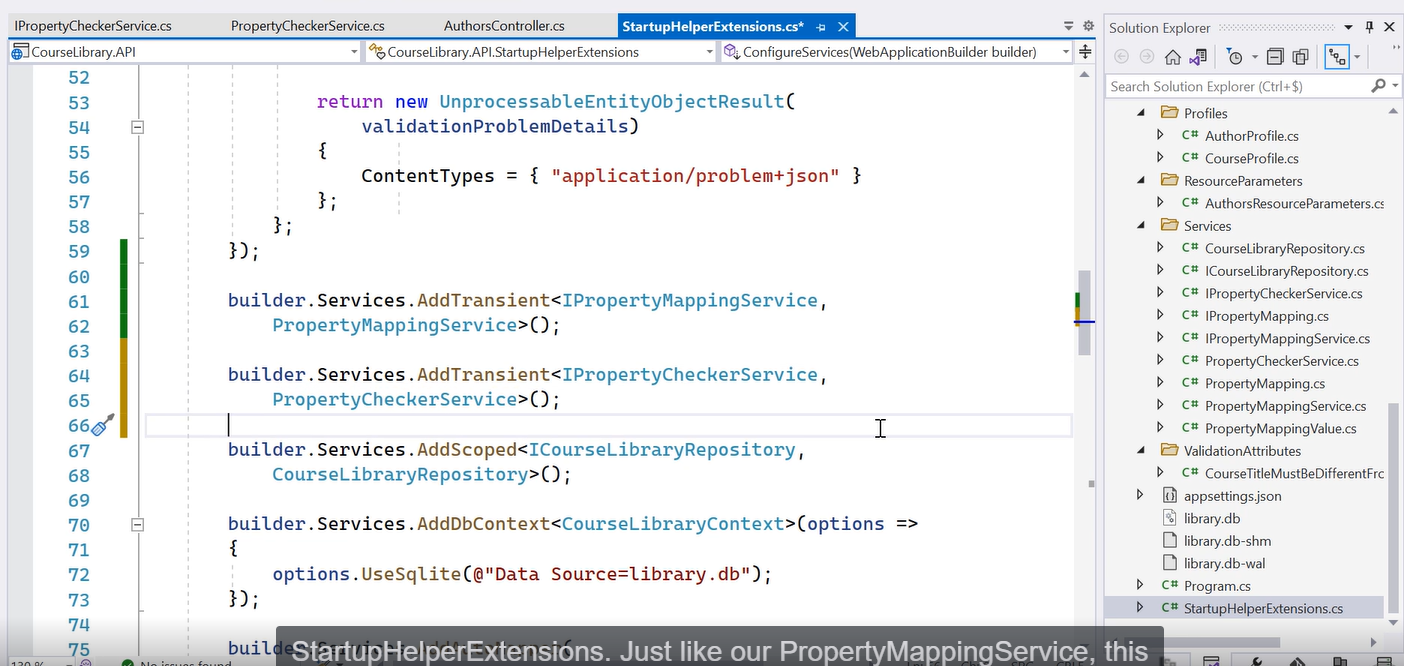 IPropertyCheckerService.cs PropertyCheckerService.cs AuthorsController.cs StartupHelperExtensions.cs*
CourseLibrary.API CourseLibrary.API.StartupHelperExtensions ConfigureServices(WebApplicationBuilder builder)
52
53 return new UnprocessableEntityObjectResult(
54 validationProblemDetails)
55 {
56 ContentTypes = { "application/problem+json" }
57 };
58 };
59 });
60
61 builder.Services.AddTransient<IPropertyMappingService,
62 PropertyMappingService>();
63
64 builder.Services.AddTransient<IPropertyCheckerService,
65 PropertyCheckerService>();
66
67 builder.Services.AddScoped<ICourseLibraryRepository,
68 CourseLibraryRepository>();
69
70 builder.Services.AddDbContext<CourseLibraryContext>(options =>
71 {
72 options.UseSqlite(@"Data Source=library.db");
73 });
74
75
StartupHelperExtensions. Just like our PropertyMappingService, this
No issues found
Solution Explorer
Search Solution Explorer (Ctrl+$)
Profiles
C# AuthorProfile.cs
C# CourseProfile.cs
ResourceParameters
C# AuthorsResourceParameters.cs
Services
C# CourseLibraryRepository.cs
C# ICourseLibraryRepository.cs
C# IPropertyCheckerService.cs
C# IPropertyMapping.cs
C# IPropertyMappingService.cs
C# PropertyCheckerService.cs
C# PropertyMapping.cs
C# PropertyMappingService.cs
C# PropertyMappingValue.cs
ValidationAttributes
C# CourseTitleMustBeDifferentFrc
appsettings.json
library.db
library.db-shm
library.db-wal
C# Program.cs
C# StartupHelperExtensions.cs